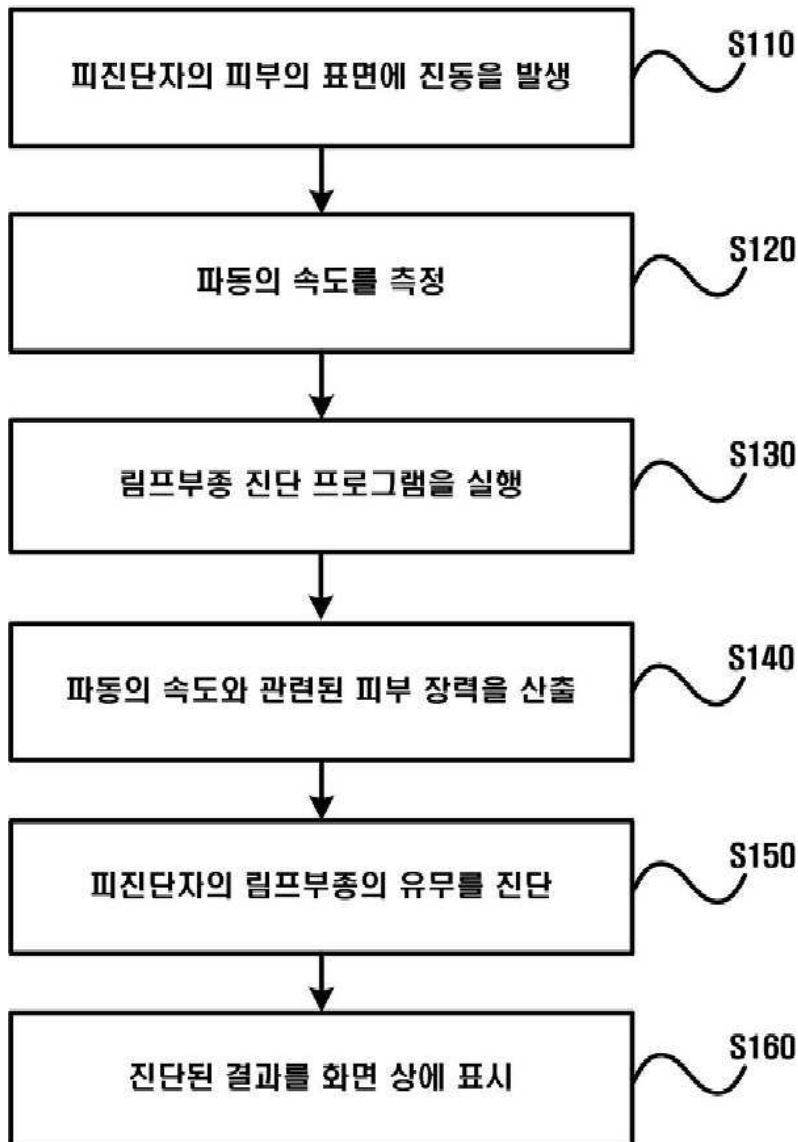 S110
피진단자의 피부의 표면에 진동을 발생
S120
파동의 속도를 측정
S130
림프부종 진단 프로그램을 실행
S140
파동의 속도와 관련된 피부 장력을 산출
S150
피진단자의 림프부종의 유무를 진단
S160
진단된 결과를 화면 상에 표시